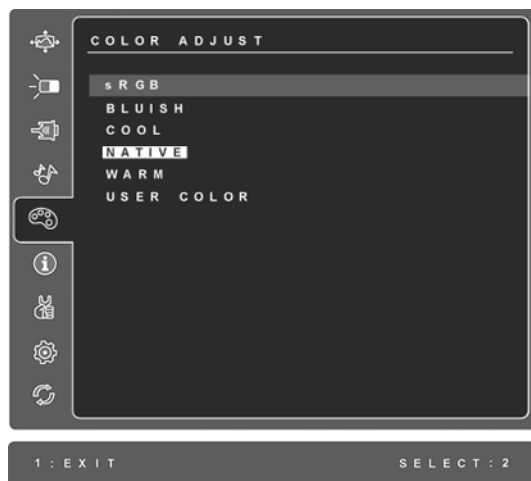 COLOR ADJUST
sRGB
BLUISH
COOL
NATIVE
WARM
USER COLOR
1:EXIT SELECT:2